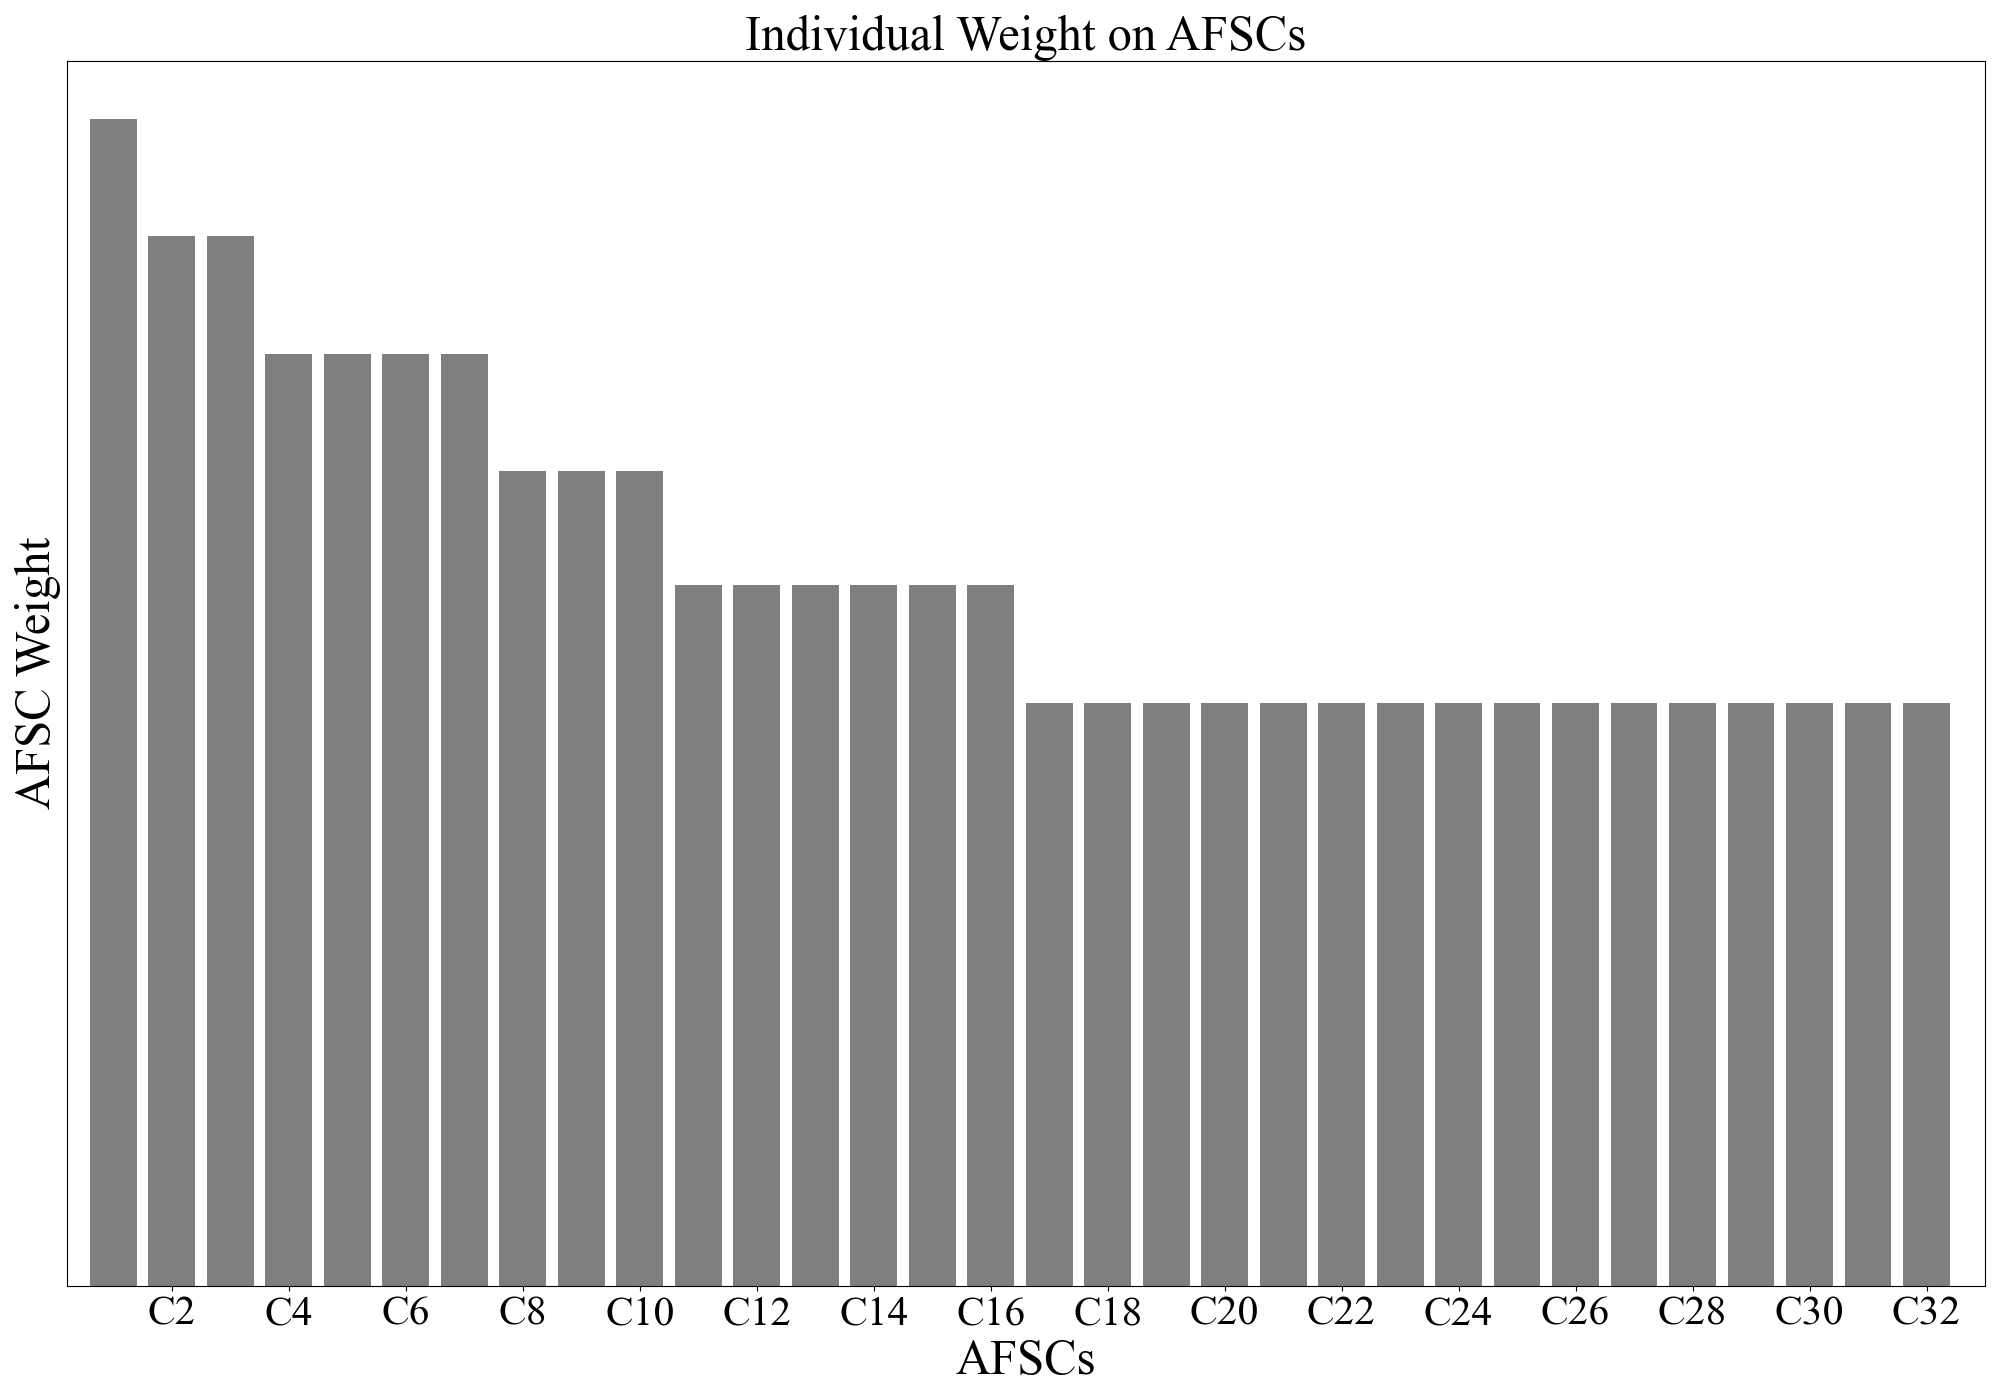 Individual Weight on AFSCs
AFSC Weight
C2 C4 C6 C8 C10 C12 C14 C16 C18 C20 C22 C24 C26 C28 C30 C32
AFSCs